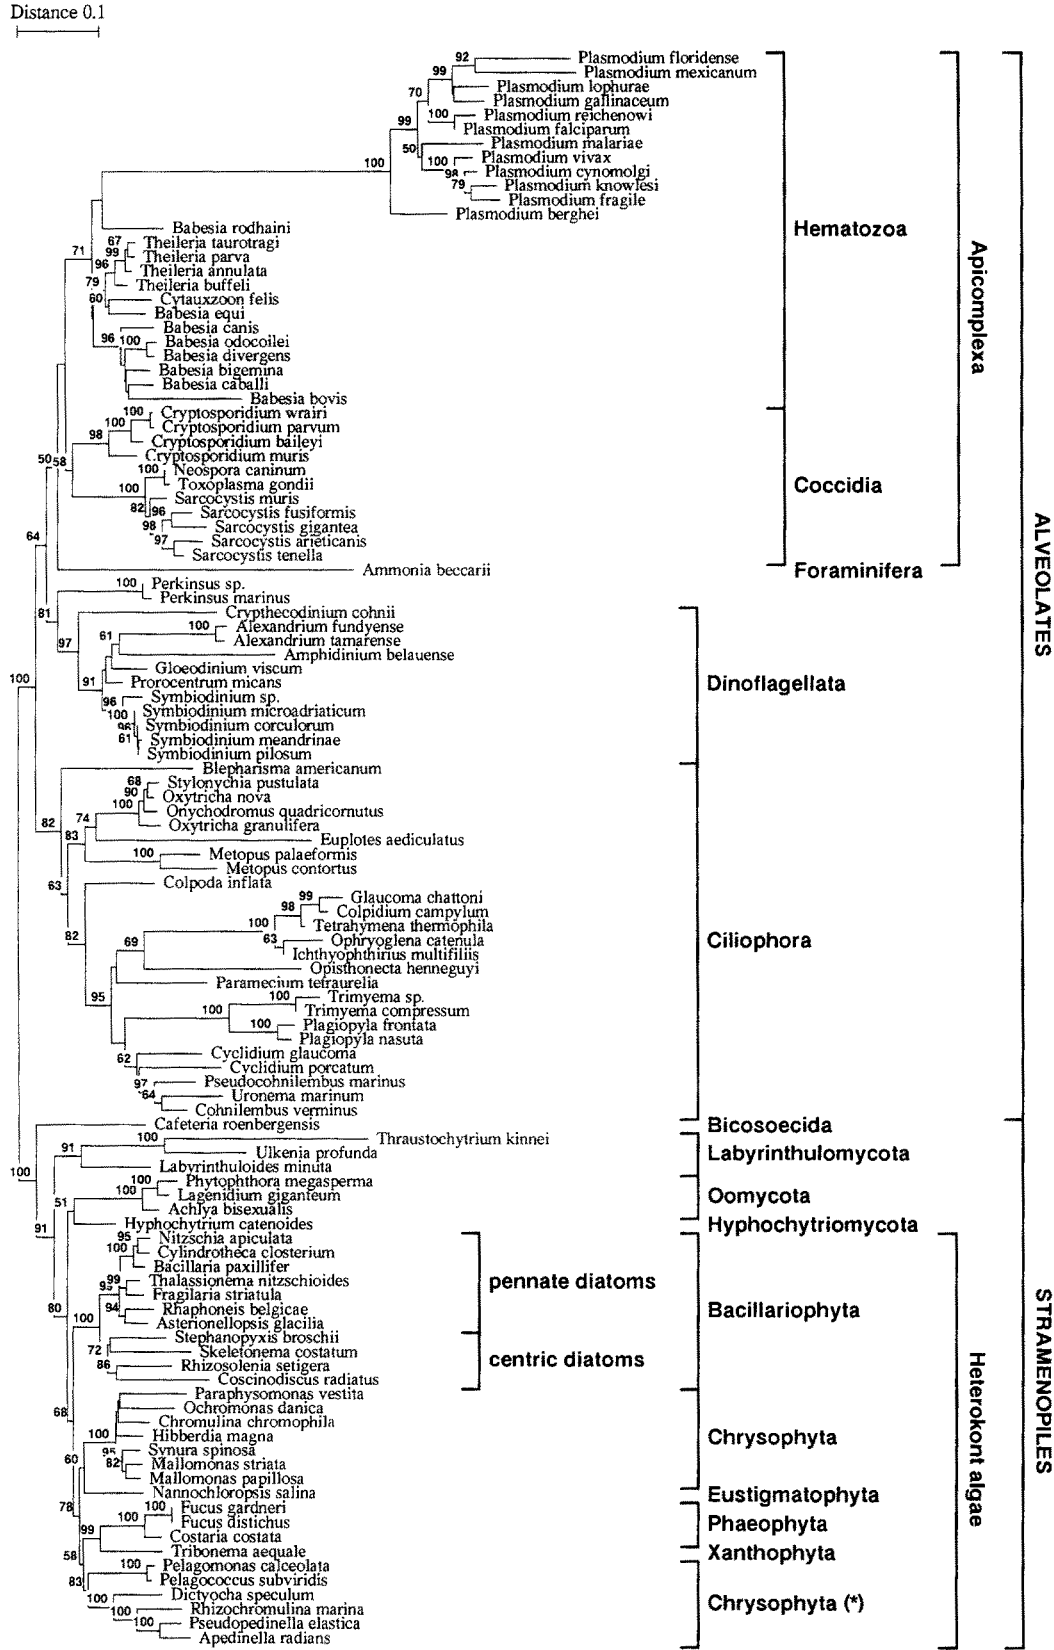 Distance 0.1
92
Plasmodium floridense
99
Plasmodium mexicanum
70
Plasmodium lophurae
Plasmodium gallinaceum
99
100
Plasmodium reichenowi
Plasmodium falciparum
50
Plasmodium malariae
100
100
Plasmodium vivax
98
Plasmodium cynomolgi
79
Plasmodium knowlesi
Plasmodium fragile
Plasmodium berghei
Hematozoa
Babesia rodhaini
67
Theileria taurotragi
71
99
Theileria parva
96
Theileria annulata
79
Theileria buffeli
60
Cytauxzoon felis
Babesia equi
Babesia canis
96
100
Babesia odocoilei
Babesia divergens
Babesia bigemina
Babesia caballi
Babesia bovis
Apicomplexa
100
Cryptosporidium wrairi
100
Cryptosporidium parvum
98
Cryptosporidium baileyi
Cryptosporidium muris
50
58
100
Neospora caninum
100
Toxoplasma gondii
Coccidia
Sarcocystis muris
82
96
Sarcocystis fusiformis
98
Sarcocystis gigantea
97
Sarcocystis arieticanis
Sarcocystis tenella
64
Ammonia beccarii
Foraminifera
ALVEOLATES
100
Perkinsus sp.
Perkinsus marinus
81
Crypthecodinium cohnii
100
Alexandrium fundyense
61
Alexandrium tamarense
97
Amphidinium belauense
Gloeodinium viscum
100
91
Prorocentrum micans
Dinoflagellata
96
Symbiodinium sp.
100
Symbiodinium microadriaticum
96
Symbiodinium corculorum
61
Symbiodinium meandrinae
Symbiodinium pilosum
Blepharisma americanum
68
Stylonychia pustulata
90
Oxytricha nova
100
Onychodromus quadricornutus
82
74
Oxytricha granulifera
83
Euplotes aediculatus
100
Metopus palaeformis
Metopus contortus
63
Colpoda inflata
99
Glaucoma chattoni
98
Colpidium campylum
100
Tetrahymena thermophila
82
69
63
Ophryoglena catenula
Ciliophora
Ichthyophthirius multifiliis
Opisthonecta henneguyi
Paramecium tetraurelia
95
100
Trimyema sp.
100
Trimyema compressum
100
Plagiopyla frontata
Plagiopyla nasuta
62
Cyclidium glaucoma
Cyclidium porcatum
97
Pseudocohnilembus marinus
64
Uronema marinum
Cohnilembus verminus
Cafeteria roenbergensis
Bicosoecida
100
Thraustochytrium kinnei
91
Ulkenia profunda
Labyrinthulomycota
100
Labyrinthuloides minuta
100
Phytophthora megasperma
100
Lagenidium giganteum
Oomycota
51
Achlya bisexualis
91
Hyphochytrium catenoides
Hyphochytriomycota
95
Nitzschia apiculata
100
Cylindrotheca closterium
Bacillaria paxillifer
99
Thalassionema nitzschioides
pennate diatoms
Fragilaria striatula
80
94
Rhaphoneis belgicae
Bacillariophyta
100
Asterionellopsis glacilia
Stephanopyxis broschii
72
Skeletonema costatum
centric diatoms
86
Rhizosolenia setigera
Coscinodiscus radiatus
STRAMENOPILES
Heterokont algae
Paraphysomonas vestita
68
Ochromonas danica
Chromulina chromophila
100
Hibberdia magna
Chrysophyta
95
Synura spinosa
60
82
Mallomonas striata
Mallomonas papillosa
Nannochloropsis salina
Eustigmatophyta
78
100
Fucus gardneri
100
Fucus distichus
Phaeophyta
99
Costaria costata
Tribonema aequale
Xanthophyta
58
100
Pelagomonas calceolata
83
Pelagococcus subviridis
100
Dictyocha speculum
Chrysophyta (*)
100
Rhizochromulina marina
100
Pseudopedinella elastica
Apedinella radians